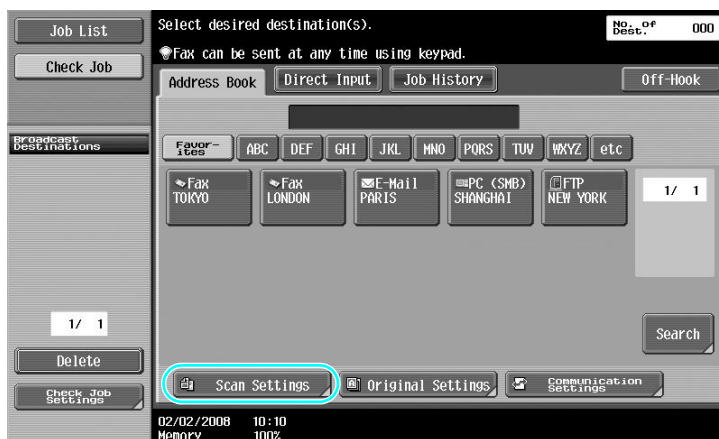 Job List
Check Job
Broadcast
Destinations
1/ 1
Delete
Check Job
Settings
Select desired destination(s).
Fax can be sent at any time using keypad.
No. of
Dest.
000
Address Book
Direct Input
Job History
Off-Hook
Favor-
ites
ABC
DEF
GHI
JKL
MNO
PQRS
TUV
WXYZ
etc
Fax
TOKYO
Fax
LONDON
E-Mail
PARIS
PC (SMB)
SHANGHAI
FTP
NEW YORK
1/ 1
Search
Scan Settings
Original Settings
Communication
Settings
02/02/2008 10:10
Memory 100%